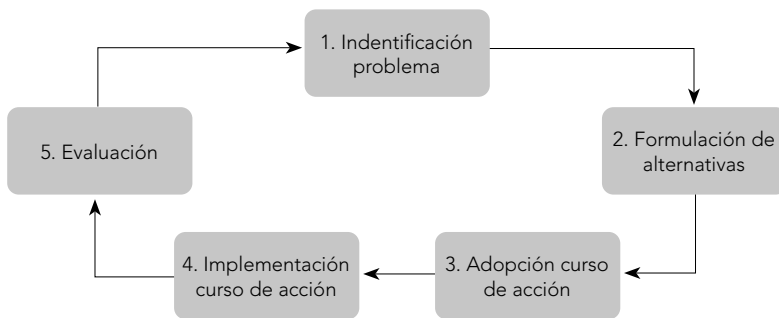 1. Indentificación
problema
2. Formulación de
alternativas
3. Adopción curso
de acción
4. Implementación
curso de acción
5. Evaluación